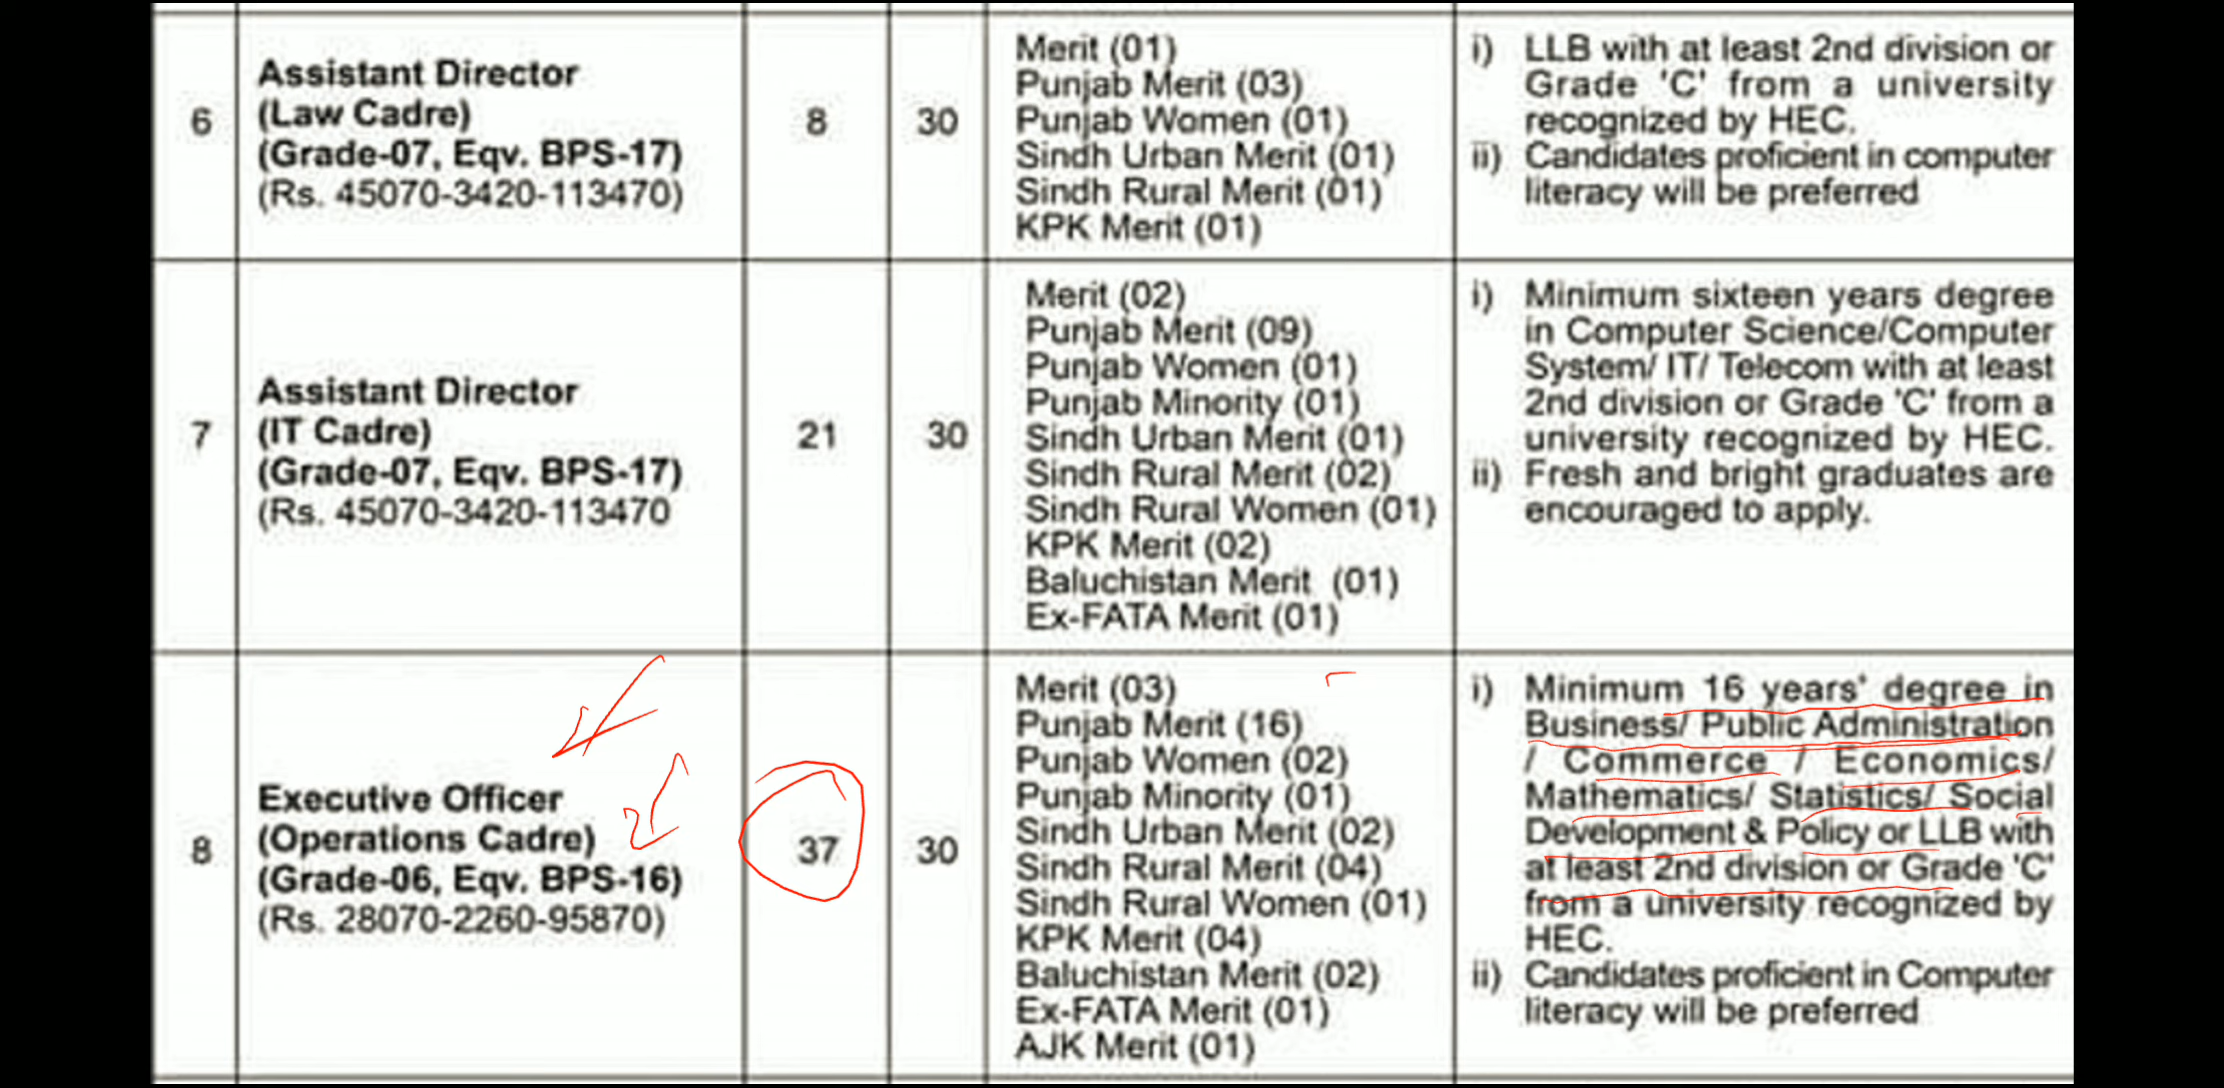 6
Assistant Director
(Law Cadre)
(Grade-07, Eqv. BPS-17)
(Rs. 45070-3420-113470)
8
30
Merit (01)
Punjab Merit (03)
Punjab Women (01)
Sindh Urban Merit (01)
Sindh Rural Merit (01)
KPK Merit (01)
i) LLB with at least 2nd division or
Grade 'C' from a university
recognized by HEC.
ii) Candidates proficient in computer
literacy will be preferred
7
Assistant Director
(IT Cadre)
(Grade-07, Eqv. BPS-17)
(Rs. 45070-3420-113470
21
30
Merit (02)
Punjab Merit (09)
Punjab Women (01)
Punjab Minority (01)
Sindh Urban Merit (01)
Sindh Rural Merit (02)
Sindh Rural Women (01)
KPK Merit (02)
Baluchistan Merit (01)
Ex-FATA Merit (01)
i) Minimum sixteen years degree
in Computer Science/Computer
System/ IT/ Telecom with at least
2nd division or Grade 'C' from a
university recognized by HEC.
ii) Fresh and bright graduates are
encouraged to apply.
8
Executive Officer
(Operations Cadre)
(Grade-06, Eqv. BPS-16)
(Rs. 28070-2260-95870)
37
30
Merit (03)
Punjab Merit (16)
Punjab Women (02)
Punjab Minority (01)
Sindh Urban Merit (02)
Sindh Rural Merit (04)
Sindh Rural Women (01)
KPK Merit (04)
Baluchistan Merit (02)
Ex-FATA Merit (01)
AJK Merit (01)
i) Minimum 16 years' degree in
Business/ Public Administration
/ Commerce / Economics/
Mathematics/ Statistics/ Social
Development & Policy or LLB with
at least 2nd division or Grade 'C'
from a university recognized by
HEC.
ii) Candidates proficient in Computer
literacy will be preferred